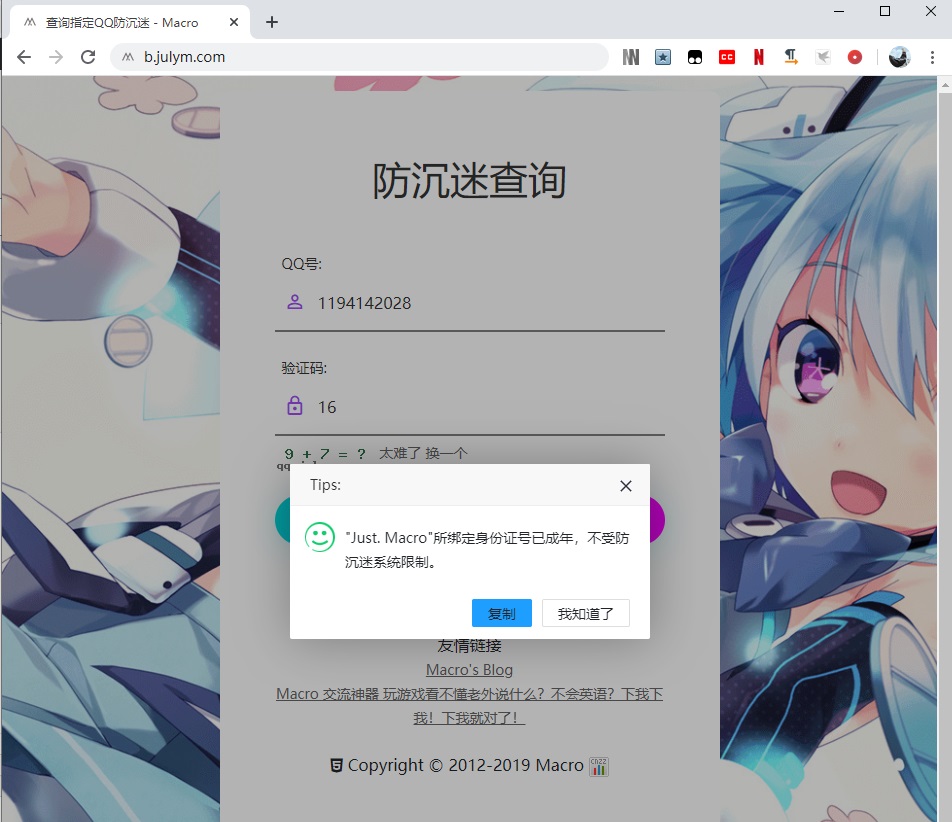 查询指定QQ防沉迷 - Macro
b.julym.com
CC
N
防沉迷查询
QQ号:
1194142028
验证码:
16
9 + 7 = ? 太难了 换一个
Tips:
"Just. Macro"所绑定身份证号已成年，不受防
沉迷系统限制。
复制 我知道了
友情链接
Macro's Blog
Macro 交流神器 玩游戏看不懂老外说什么？不会英语？下我下
我！下我就对了！
Copyright © 2012-2019 Macro CNZZ